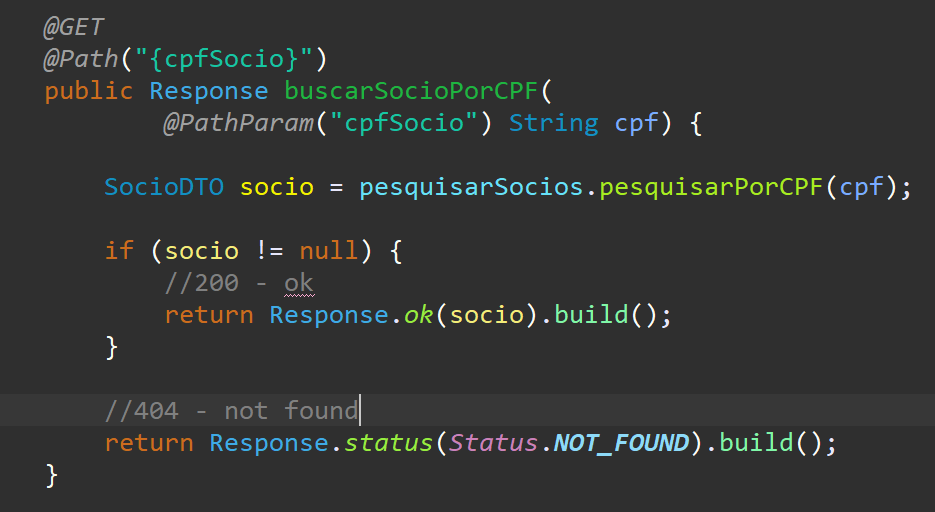 @GET
@Path("{cpfSocio}")
public Response buscarSocioPorCPF(
@PathParam("cpfSocio") String cpf) {
SocioDTO socio = pesquisarSocios.pesquisarPorCPF(cpf);
if (socio != null) {
//200 - ok
return Response.ok(socio).build();
}
//404 - not found
return Response.status(Status.NOT_FOUND).build();
}